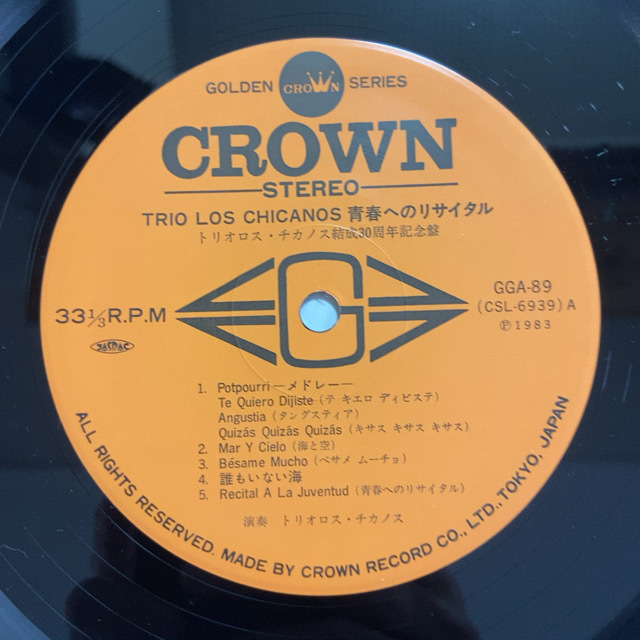 GOLDEN CROWN SERIES
CROWN
STEREO
TRIO LOS CHICANOS 青春へのリサイタル
トリオロス・チカノス結成30周年記念盤
G
33⅓R.P.M
JASRAC
GGA-89
(CSL-6939)A
Ⓟ1983
1. Potpourri―メドレー―
Te Quiero Dijiste(テ キエロ ディビステ)
Angustia(タングスティア)
Quizás Quizás Quizás(キサス キサス キサス)
2. Mar Y Cielo(海と空)
3. Bésame Mucho(ベサメ ムーチョ)
4. 誰もいない海
5. Recital A La Juventud(青春へのリサイタル)
演奏 トリオロス・チカノス
ALL RIGHTS RESERVED. MADE BY CROWN RECORD CO., LTD., TOKYO, JAPAN